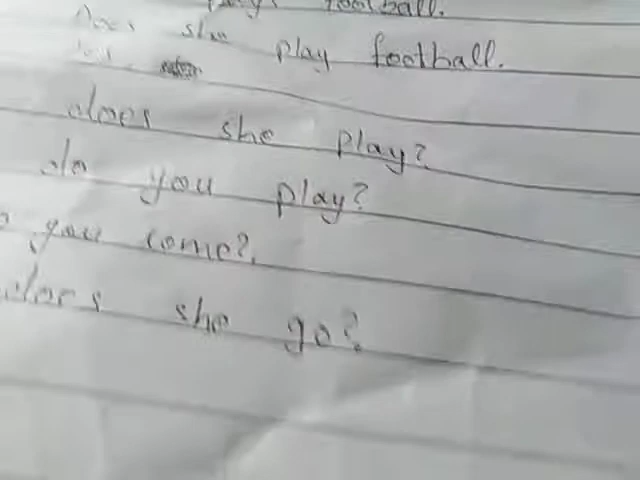 football.
Does she play football.
does she play?
do you play?
you come?
does she go?